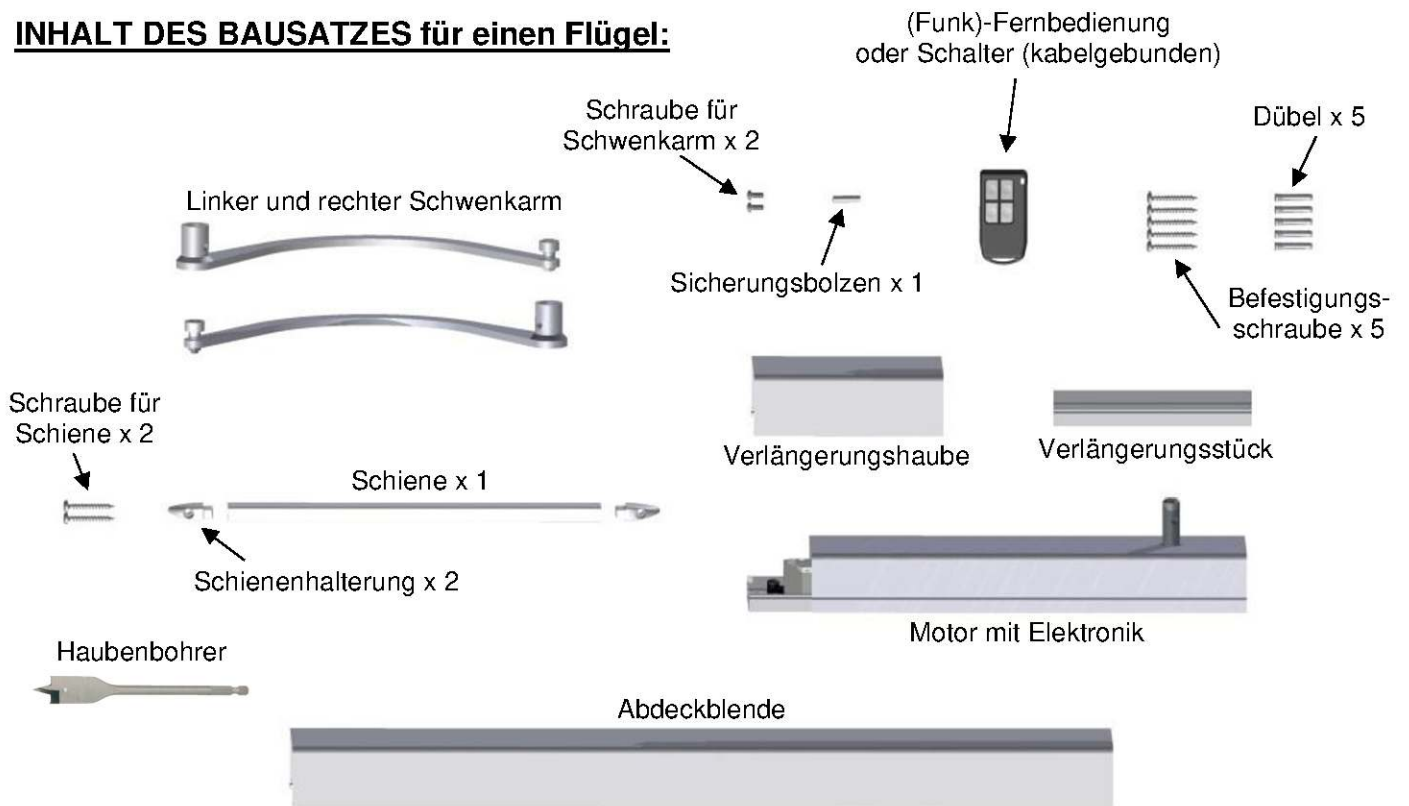 INHALT DES BAUSATZES für einen Flügel:
(Funk)-Fernbedienung
oder Schalter (kabelgebunden)
Schraube für
Schwenkarm x 2
Dübel x 5
Linker und rechter Schwenkarm
Sicherungsbolzen x 1
Befestigungs-
schraube x 5
Schraube für
Schiene x 2
Verlängerungshaube
Verlängerungsstück
Schiene x 1
Schienenhalterung x 2
Motor mit Elektronik
Haubenbohrer
Abdeckblende